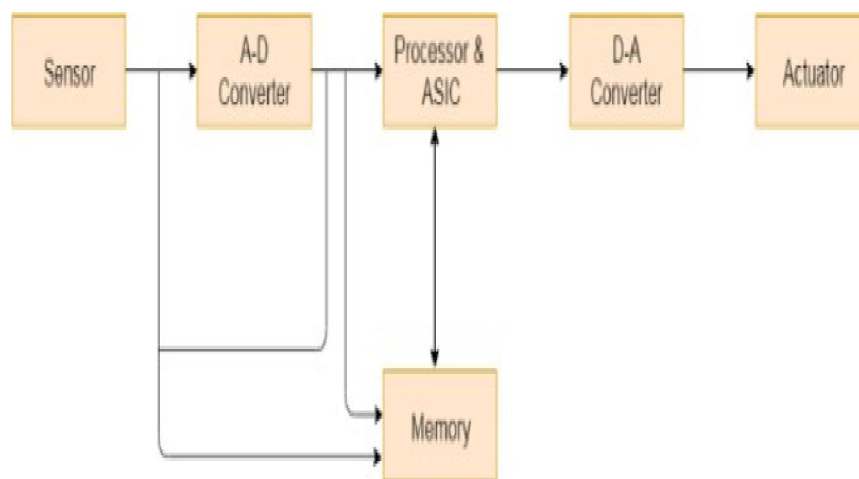 Sensor
A-D
Converter
Processor &
ASIC
D-A
Converter
Actuator
Memory